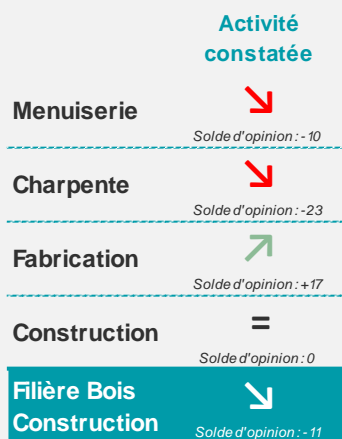 Activité
constatée
Menuiserie
Solde d'opinion : -10
Charpente
Solde d'opinion : -23
Fabrication
Solde d'opinion : +17
Construction
=
Solde d'opinion : 0
Filière Bois
Construction
Solde d'opinion : -11